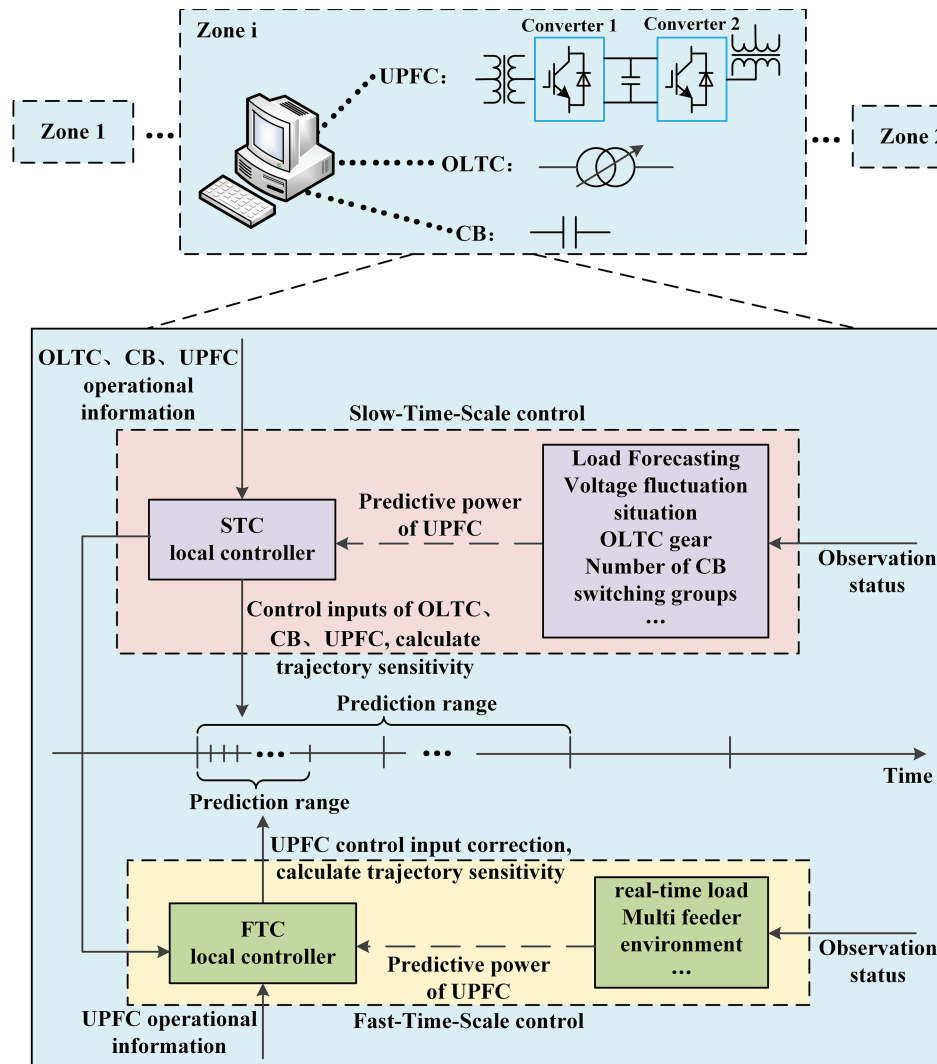 Zone i
Converter 1
Converter 2
UPFC：
Zone 1
...
...
Zone
OLTC：
CB：
OLTC、CB、UPFC
operational
information
Slow-Time-Scale control
STC
local controller
Predictive power
of UPFC
Load Forecasting
Voltage fluctuation
situation
OLTC gear
Number of CB
switching groups
...
Observation
status
Control inputs of OLTC、
CB、UPFC, calculate
trajectory sensitivity
Prediction range
...
...
Time
Prediction range
UPFC control input correction,
calculate trajectory sensitivity
FTC
local controller
Predictive power
of UPFC
real-time load
Multi feeder
environment
...
Observation
status
UPFC operational
information
Fast-Time-Scale control